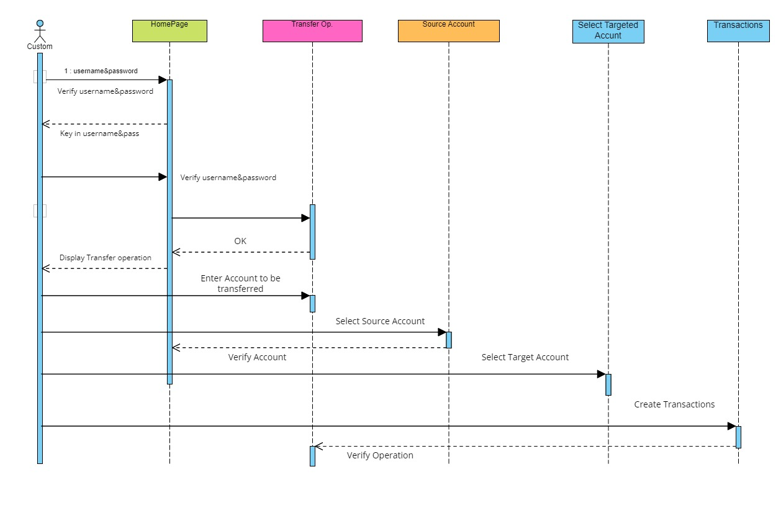 HomePage
Transfer Op.
Source Account
Select Targeted
Accunt
Transactions
Custom
1 : username&password
Verify username&password
Key in username&pass
Verify username&password
OK
Display Transfer operation
Enter Account to be
transferred
Select Source Account
Verify Account
Select Target Account
Create Transactions
Verify Operation